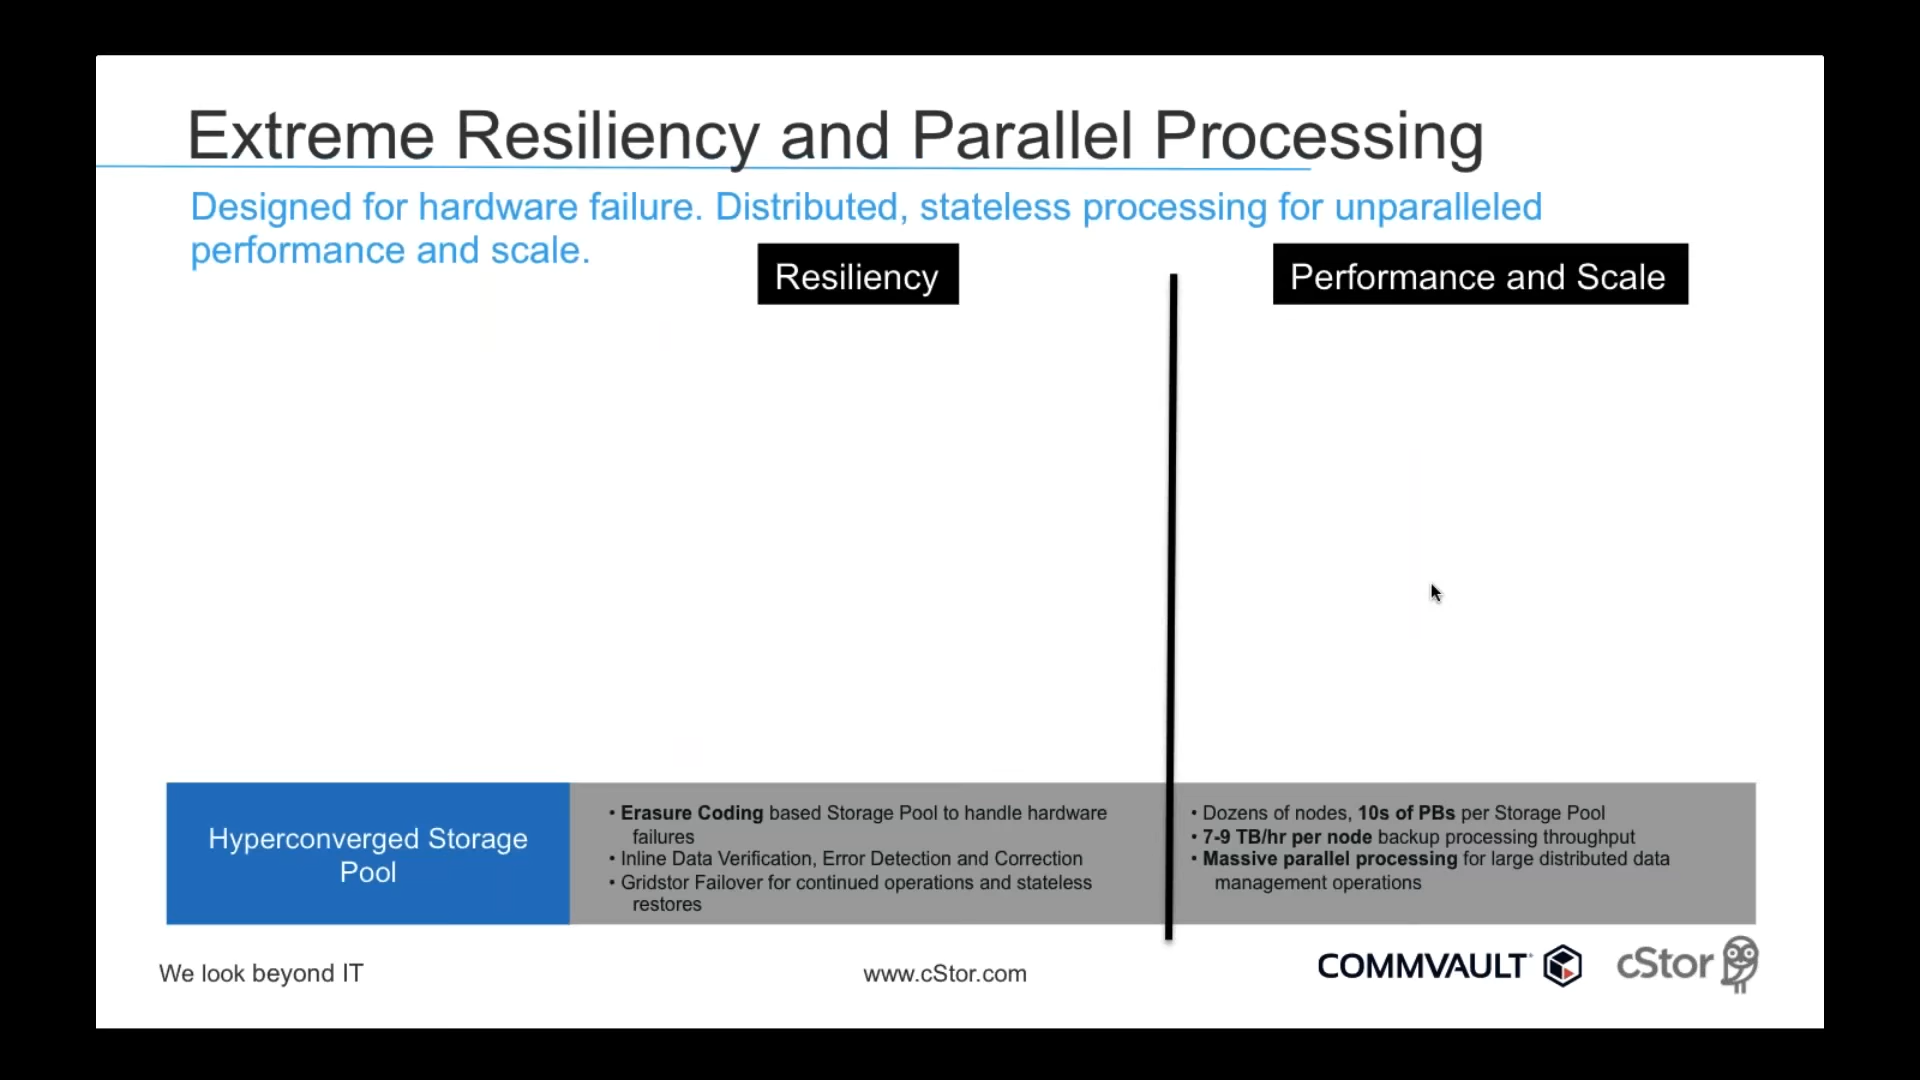 Extreme Resiliency and Parallel Processing
Designed for hardware failure. Distributed, stateless processing for unparalleled
performance and scale.
Resiliency
Performance and Scale
Hyperconverged Storage
Pool
• Erasure Coding based Storage Pool to handle hardware
failures
• Inline Data Verification, Error Detection and Correction
• Gridstor Failover for continued operations and stateless
restores
• Dozens of nodes, 10s of PBs per Storage Pool
• 7-9 TB/hr per node backup processing throughput
• Massive parallel processing for large distributed data
management operations
We look beyond IT
www.cStor.com
COMMVAULT
cStor